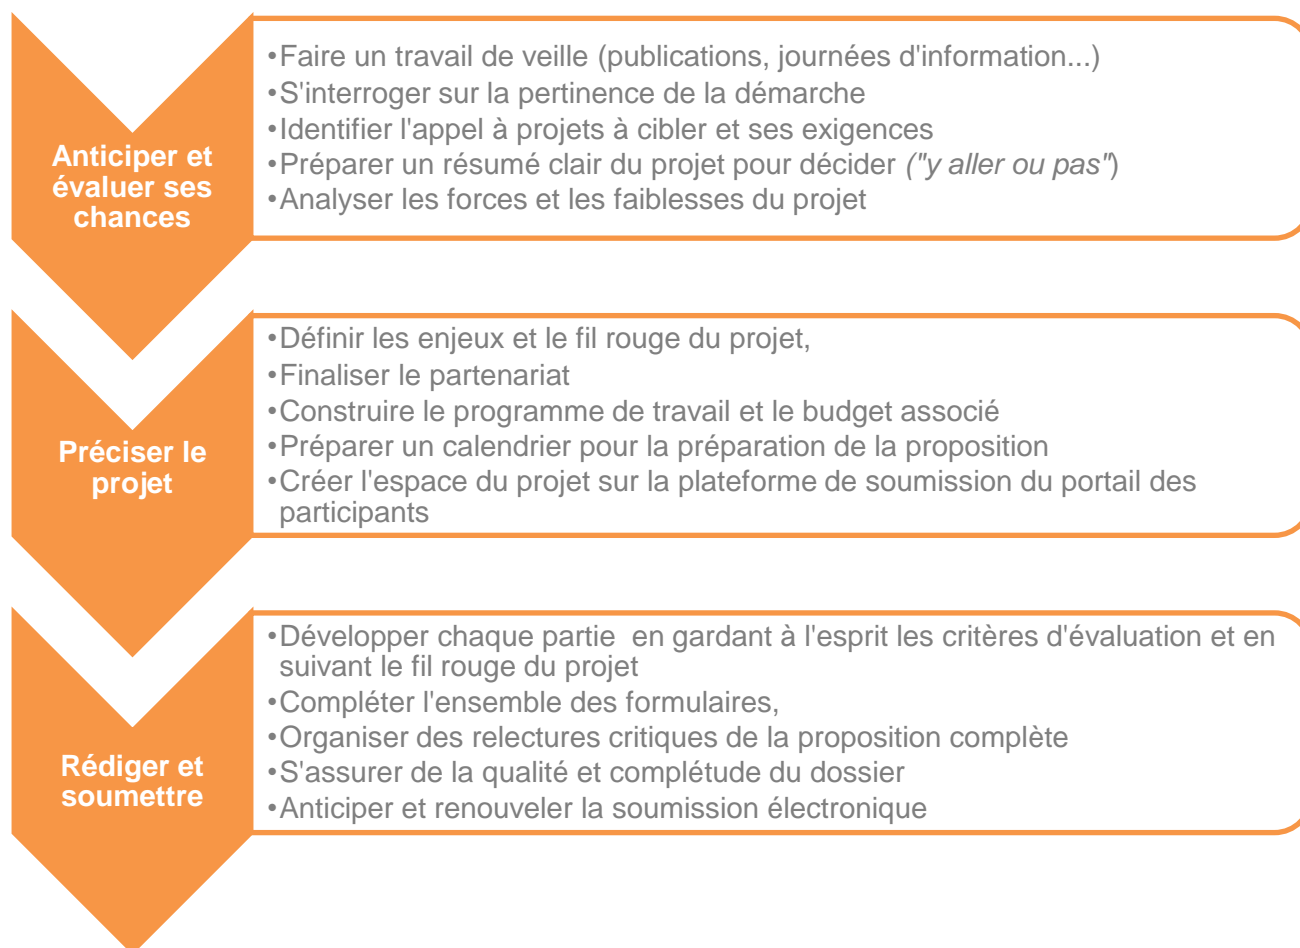 Anticiper et
évaluer ses
chances
•Faire un travail de veille (publications, journées d'information...)
•S'interroger sur la pertinence de la démarche
•Identifier l'appel à projets à cibler et ses exigences
•Préparer un résumé clair du projet pour décider ("y aller ou pas")
•Analyser les forces et les faiblesses du projet
Préciser le
projet
•Définir les enjeux et le fil rouge du projet,
•Finaliser le partenariat
•Construire le programme de travail et le budget associé
•Préparer un calendrier pour la préparation de la proposition
•Créer l'espace du projet sur la plateforme de soumission du portail des
participants
Rédiger et
soumettre
•Développer chaque partie  en gardant à l'esprit les critères d'évaluation et en
suivant le fil rouge du projet
•Compléter l'ensemble des formulaires,
•Organiser des relectures critiques de la proposition complète
•S'assurer de la qualité et complétude du dossier
•Anticiper et renouveler la soumission électronique